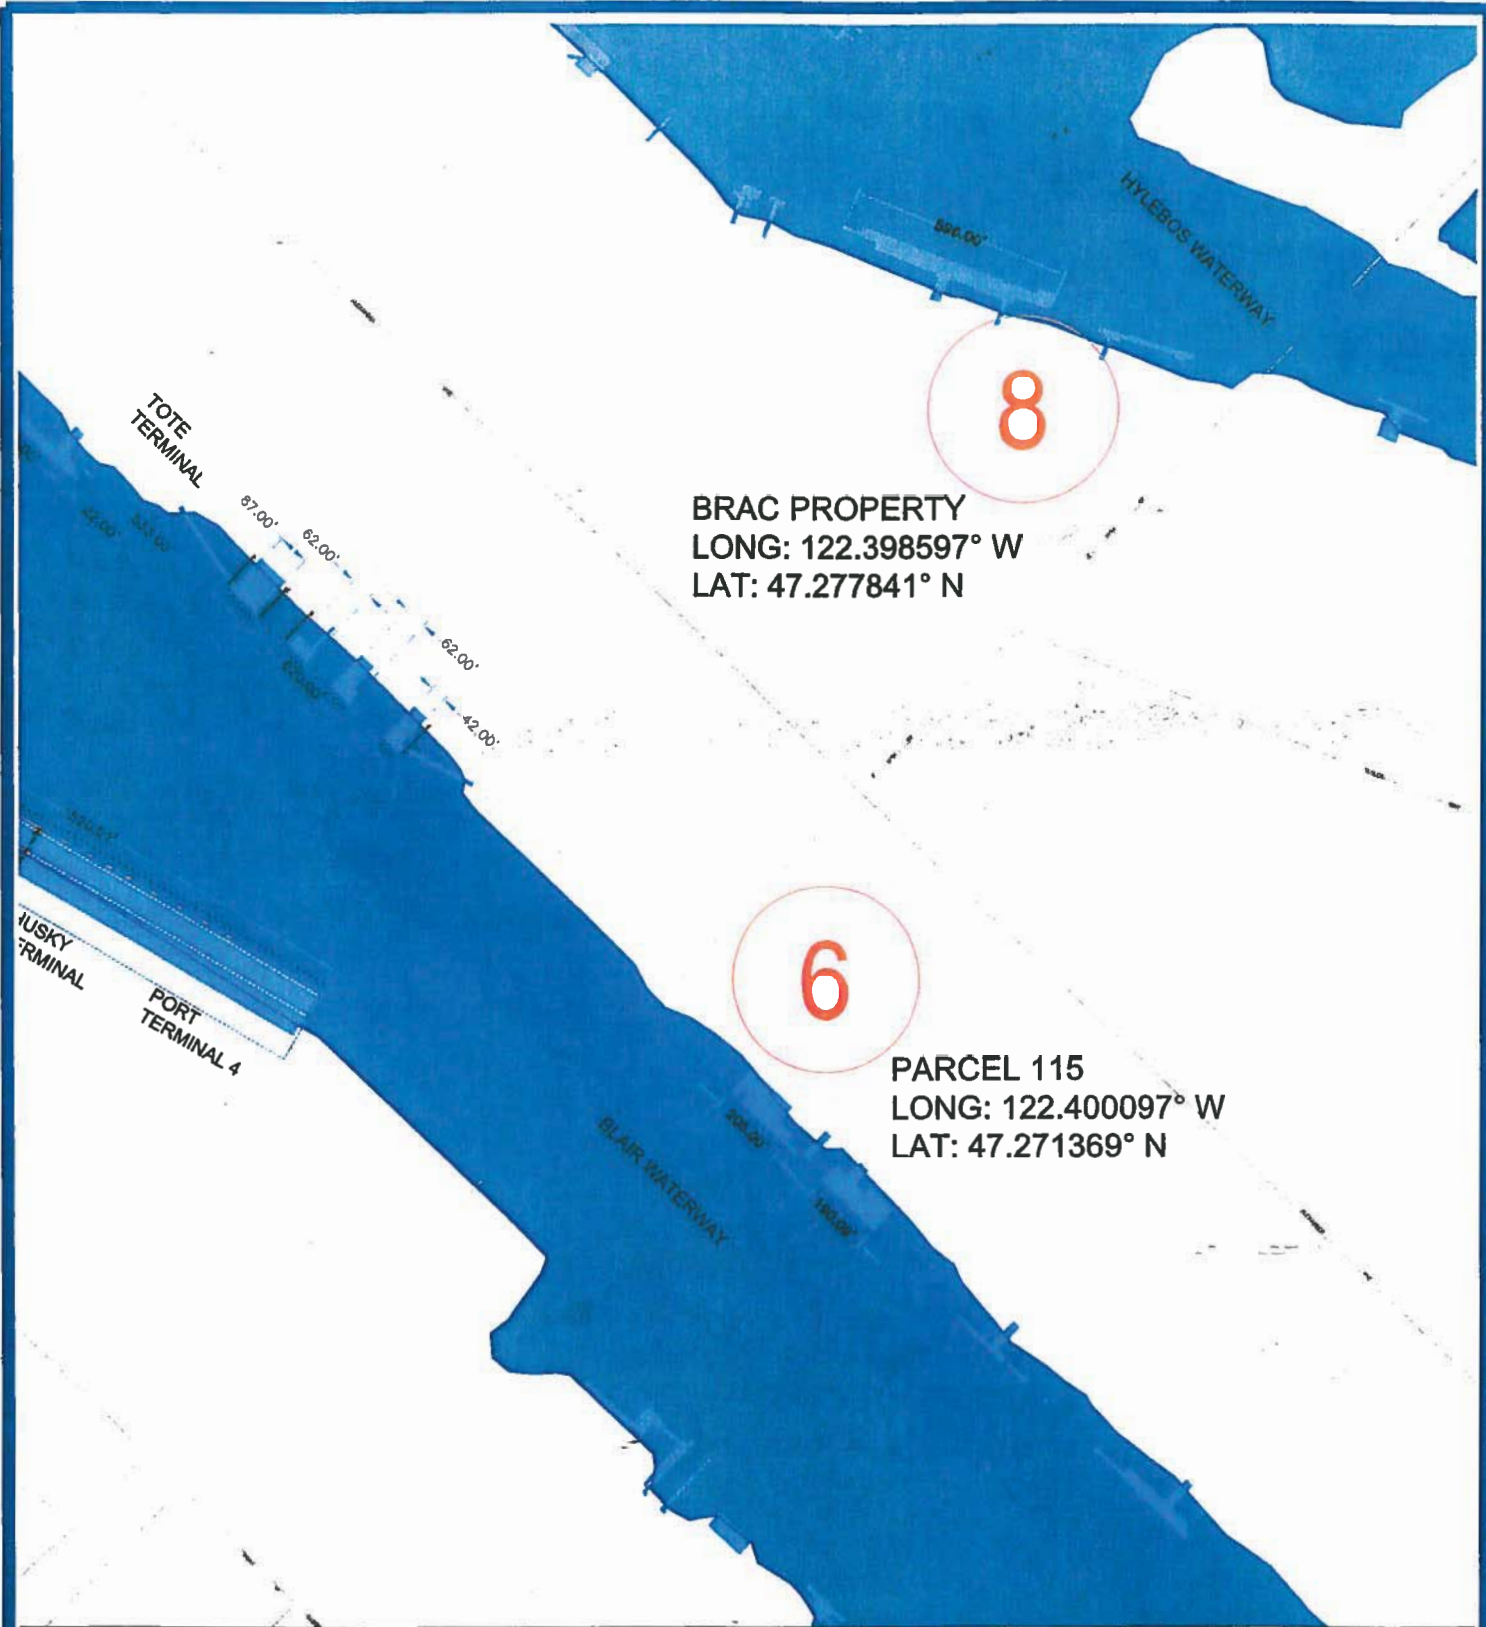 HYLEBOS WATERWAY
8
BRAC PROPERTY
LONG: 122.398597° W
LAT: 47.277841° N
TOTE
TERMINAL
87.00'
62.00'
62.00'
42.00'
HUSKY
TERMINAL
PORT
TERMINAL 4
6
PARCEL 115
LONG: 122.400097° W
LAT: 47.271369° N
BLAIR WATERWAY